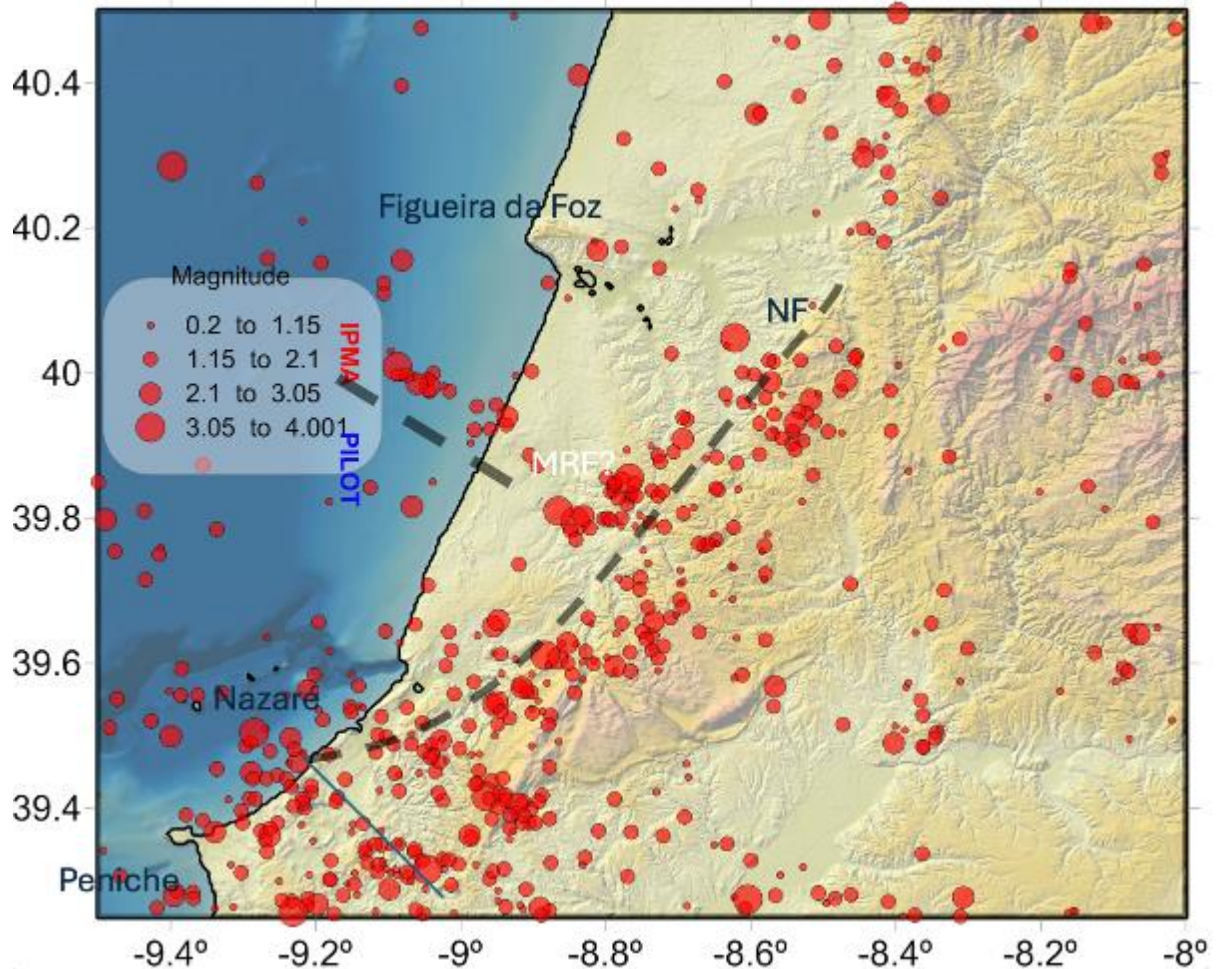 40.4
40.2
40
39.8
39.6
39.4
Figueira da Foz
Magnitude
0.2 to 1.15
1.15 to 2.1
2.1 to 3.05
3.05 to 4.001
IPMA
PILOT
NF
MRF?
Nazaré
Peniche
-9.4º -9.2º -9º -8.8º -8.6º -8.4º -8.2º -8º